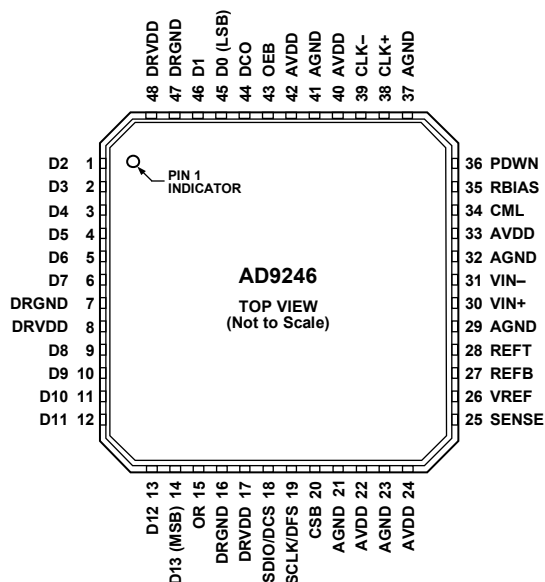 48 DRVDD
47 DRGND
46 D1
45 D0 (LSB)
44 DCO
43 OEB
42 AVDD
41 AGND
40 AVDD
39 CLK–
38 CLK+
37 AGND
D2 1
D3 2
D4 3
D5 4
D6 5
D7 6
DRGND 7
DRVDD 8
D8 9
D9 10
D10 11
D11 12
PIN 1
INDICATOR
AD9246
TOP VIEW
(Not to Scale)
36 PDWN
35 RBIAS
34 CML
33 AVDD
32 AGND
31 VIN–
30 VIN+
29 AGND
28 REFT
27 REFB
26 VREF
25 SENSE
D12 13
D13 (MSB) 14
OR 15
DRGND 16
DRVDD 17
SDIO/DCS 18
SCLK/DFS 19
CSB 20
AGND 21
AVDD 22
AGND 23
AVDD 24